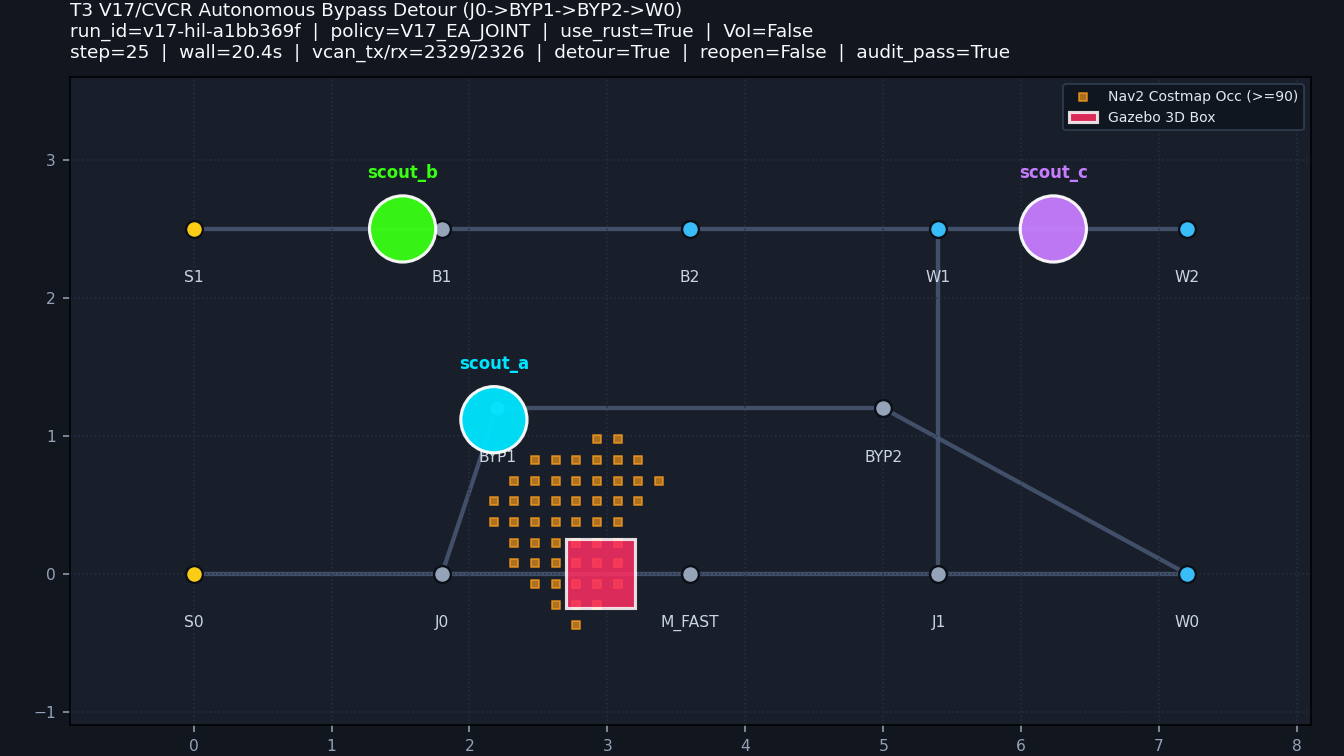 T3 V17/CVCR Autonomous Bypass Detour (J0->BYP1->BYP2->W0)
run_id=v17-hil-a1bb369f | policy=V17_EA_JOINT | use_rust=True | Vol=False
step=25 | wall=20.4s | vcan_tx/rx=2329/2326 | detour=True | reopen=False | audit_pass=True
Nav2 Costmap Occ (>=90)
Gazebo 3D Box
3
scout_b
scout_c
S1
B1
B2
W1
W2
2
scout_a
1
BYP1
BYP2
0
S0
J0
M_FAST
J1
W0
−1
0 1 2 3 4 5 6 7 8